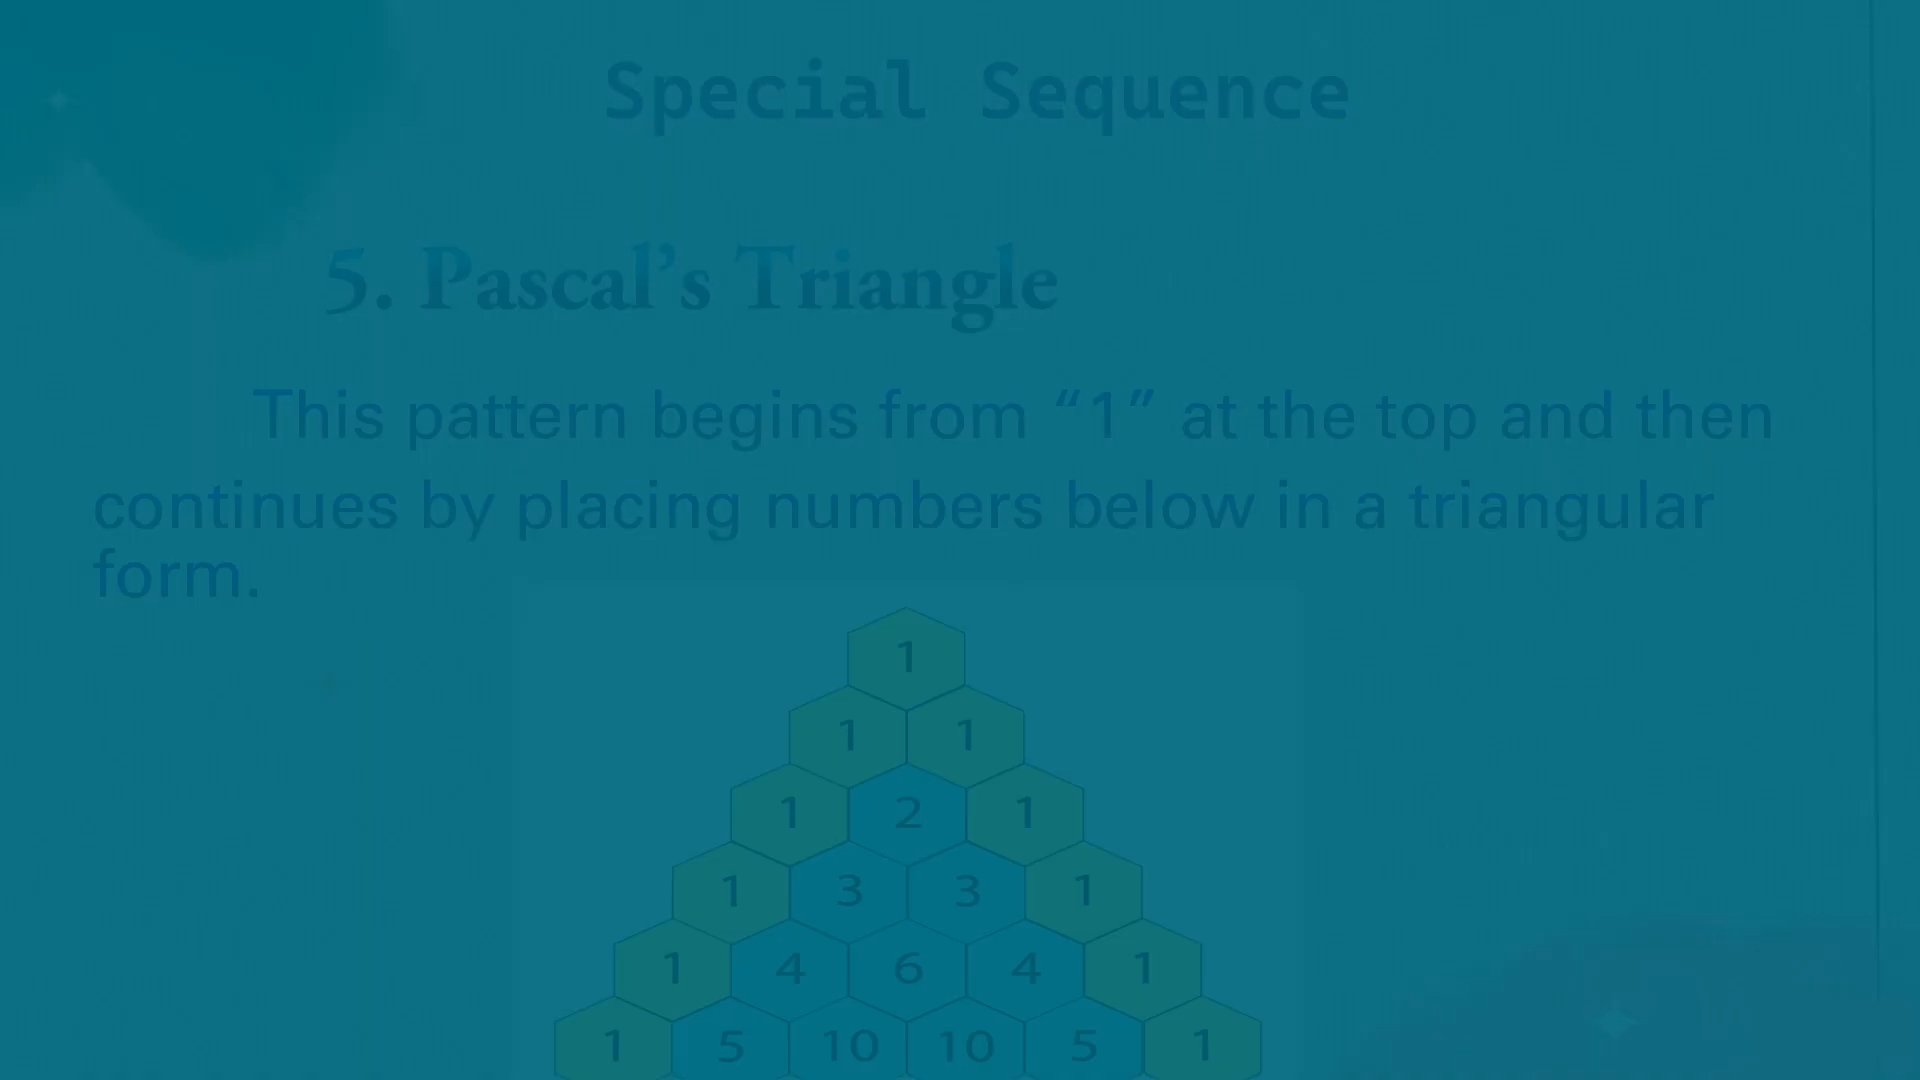 Special Sequence
5. Pascal’s Triangle
This pattern begins from “1” at the top and then
continues by placing numbers below in a triangular
form.
1
1 1
1 2 1
1 3 3 1
1 4 6 4 1
1 5 10 10 5 1